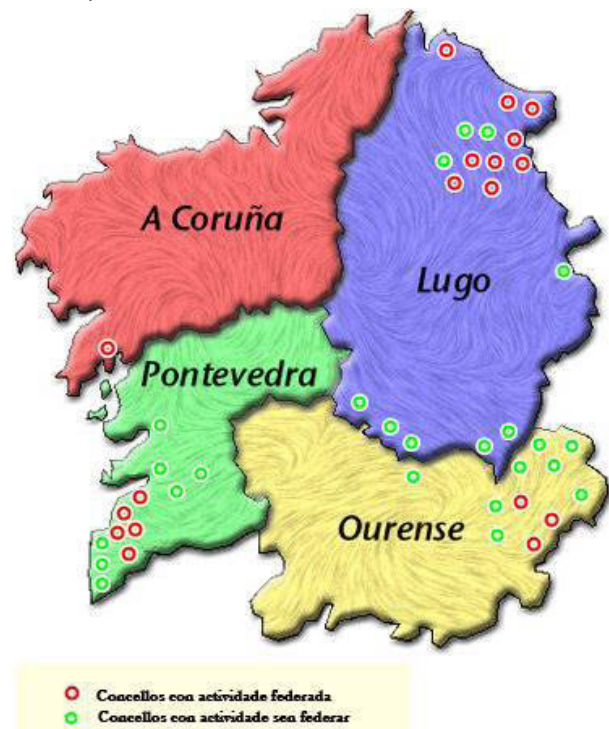 A Coruña
Lugo
Pontevedra
Ourense
Concellos con actividade federada
Concellos con actividade sen federar